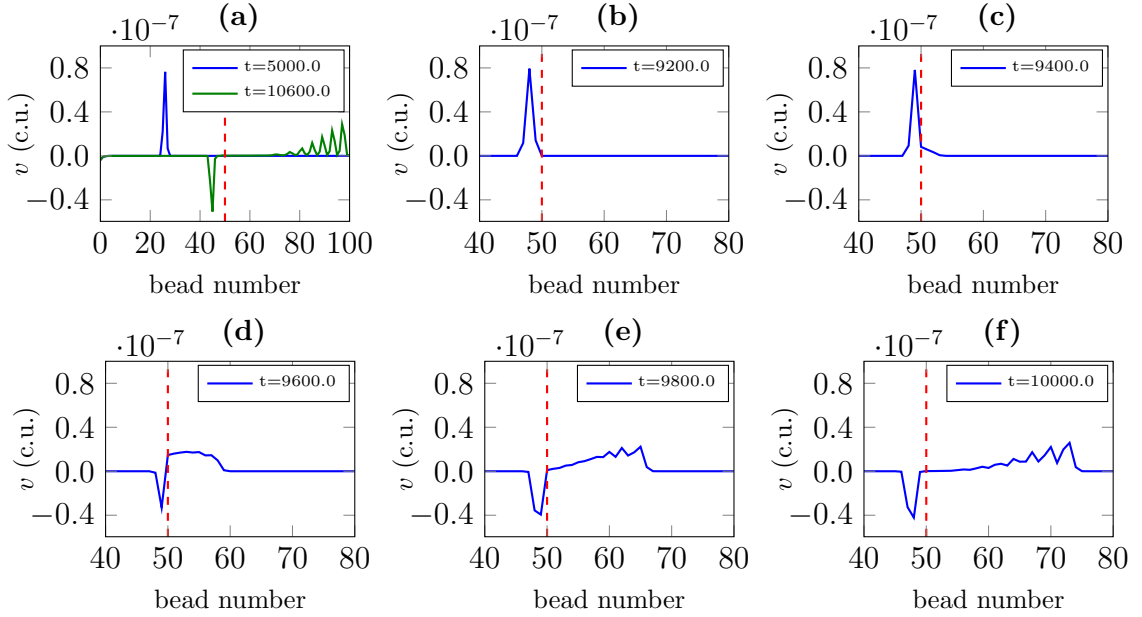 (a)
·10⁻⁷
t=5000.0
t=10600.0
0.8
0.4
0.0
−0.4
v (c.u.)
0 20 40 60 80 100
bead number
(b)
·10⁻⁷
t=9200.0
0.8
0.4
0.0
−0.4
v (c.u.)
40 50 60 70 80
bead number
(c)
·10⁻⁷
t=9400.0
0.8
0.4
0.0
−0.4
v (c.u.)
40 50 60 70 80
bead number
(d)
·10⁻⁷
t=9600.0
0.8
0.4
0.0
−0.4
v (c.u.)
40 50 60 70 80
bead number
(e)
·10⁻⁷
t=9800.0
0.8
0.4
0.0
−0.4
v (c.u.)
40 50 60 70 80
bead number
(f)
·10⁻⁷
t=10000.0
0.8
0.4
0.0
−0.4
v (c.u.)
40 50 60 70 80
bead number